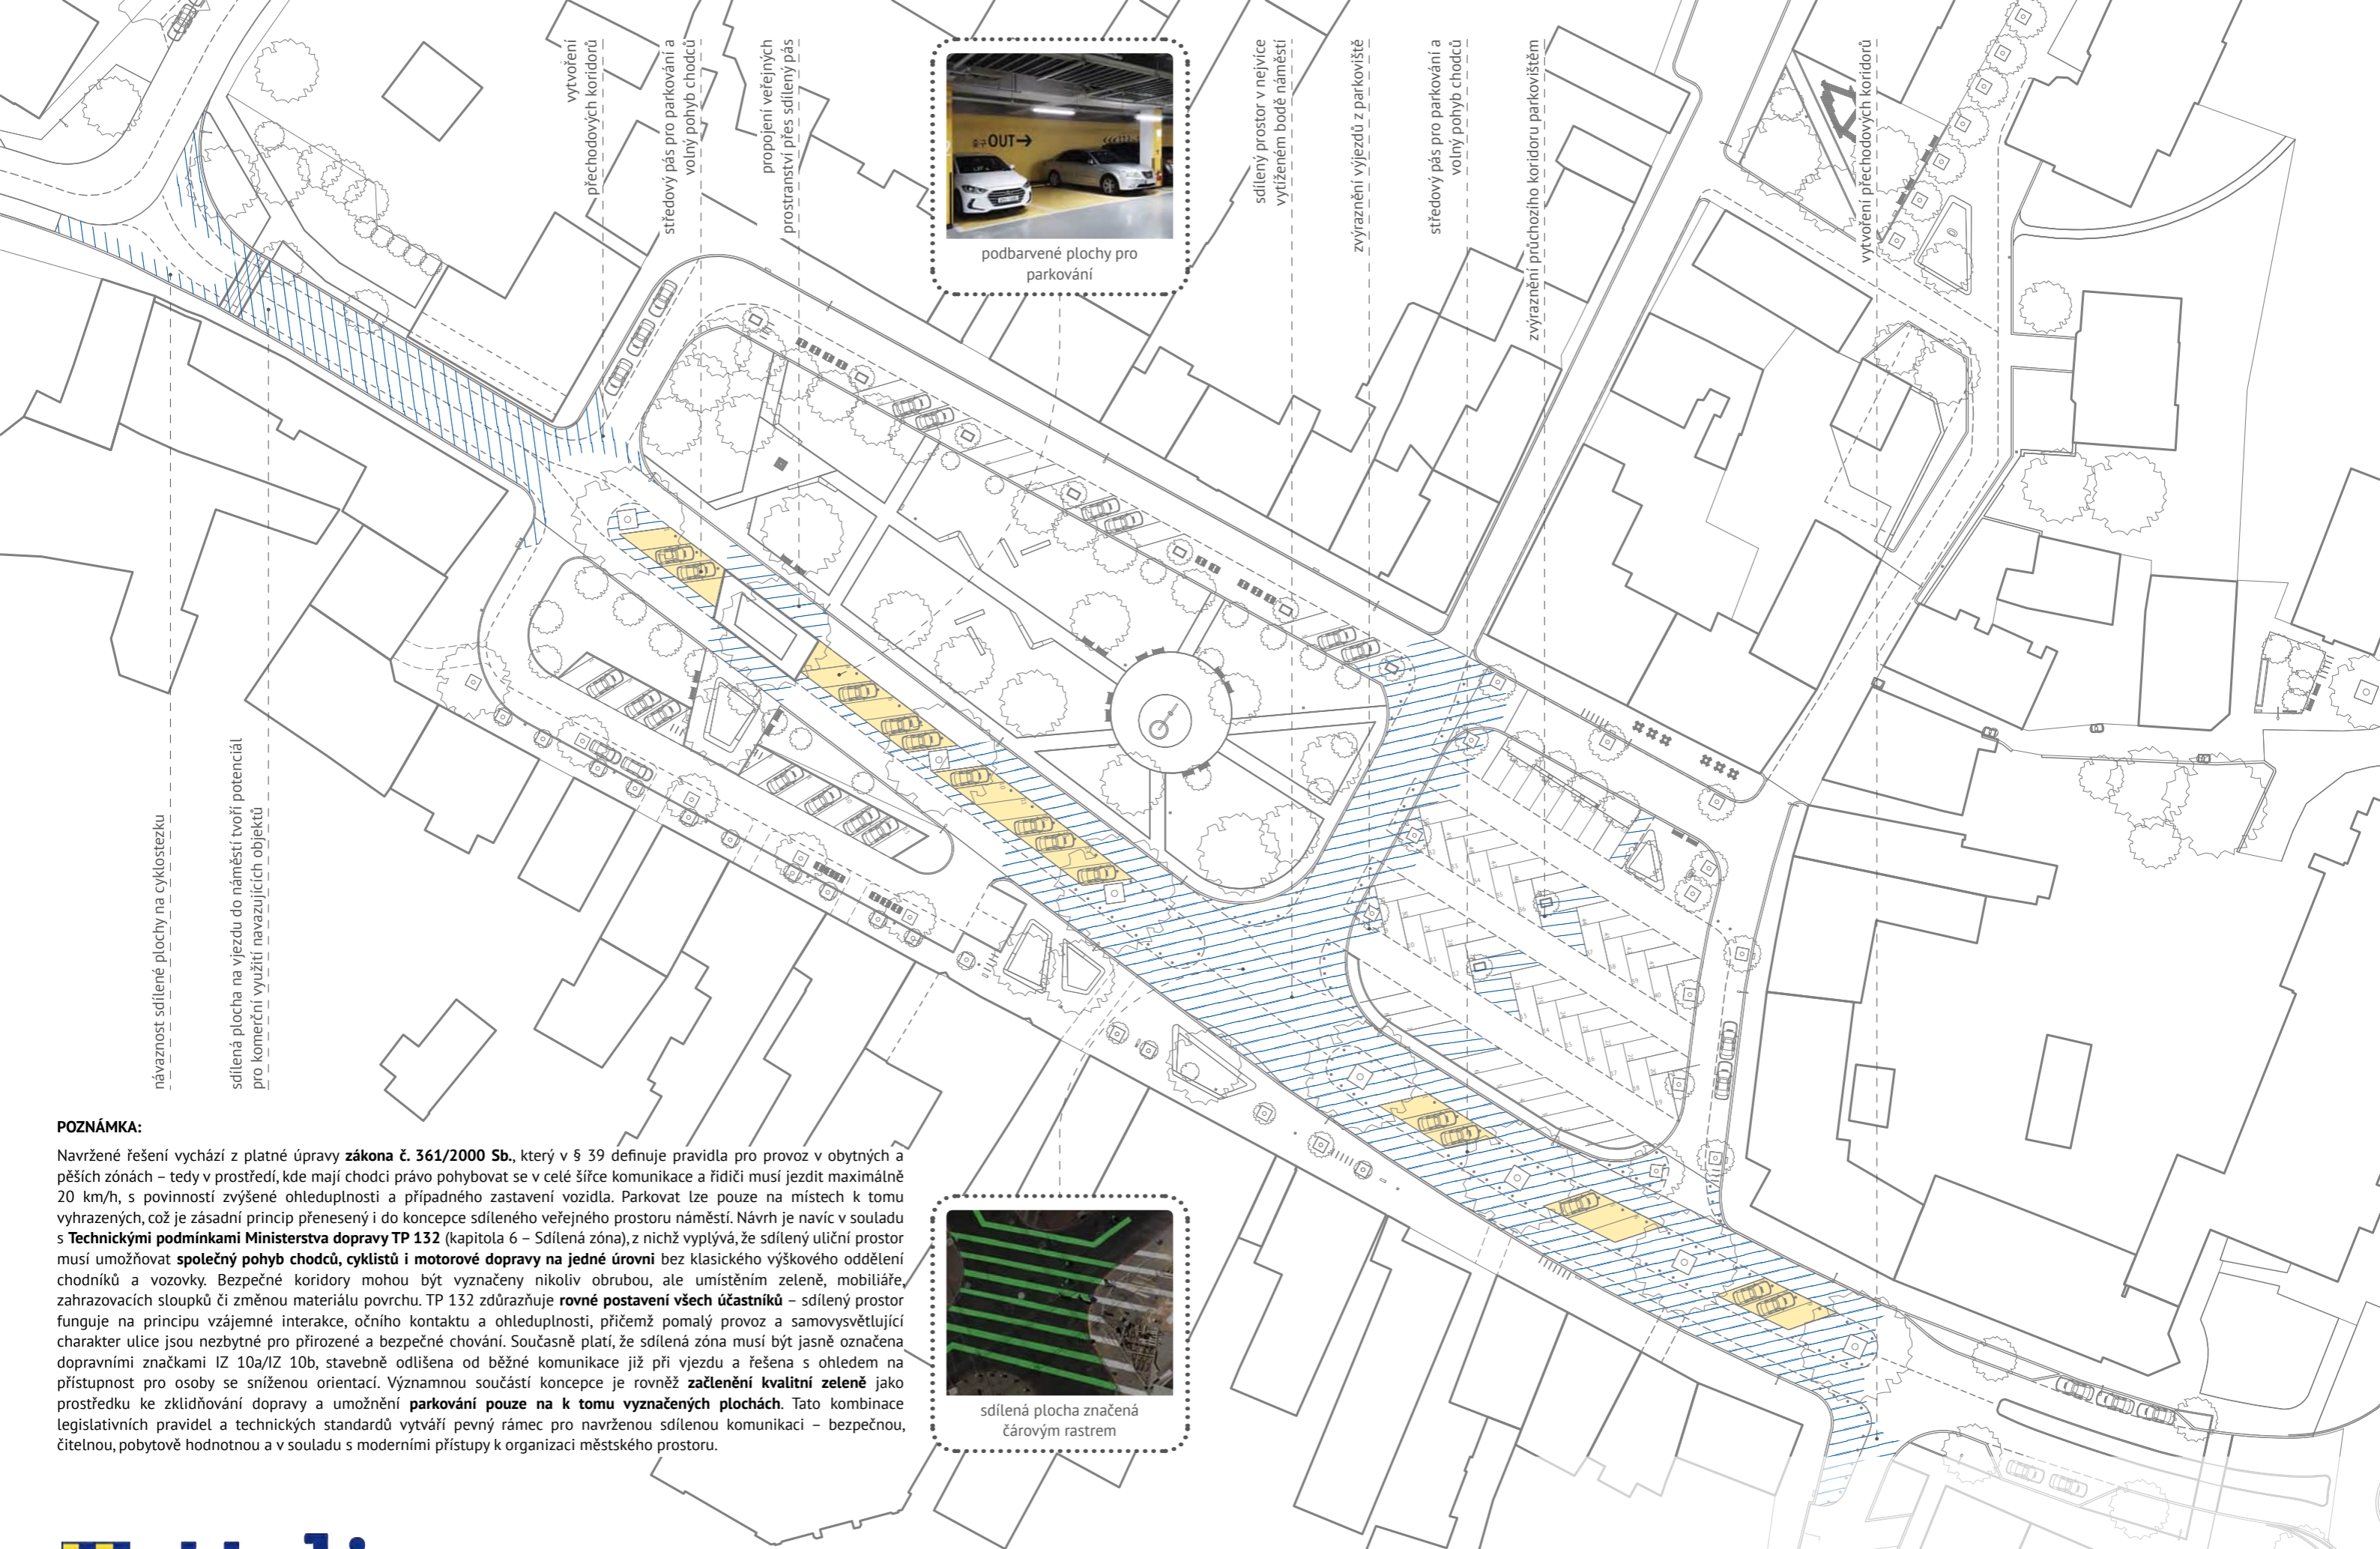 vytvoření
přechodových koridorů
středový pás pro parkování a
volný pohyb chodců
propojení veřejných
prostranství přes sdílený pás
OUT→
podbarvené plochy pro
parkování
sdílený prostor v nejvíce
vytíženém bodě náměstí
zvýraznění výjezdů z parkoviště
středový pás pro parkování a
volný pohyb chodců
zvýraznění průchozího koridoru parkovištěm
vytvoření přechodových koridorů
návaznost sdílené plochy na cyklostezku
sdílená plocha na vjezdu do náměstí tvoří potenciál
pro komerční využití navazujících objektů
POZNÁMKA:
Navržené řešení vychází z platné úpravy zákona č. 361/2000 Sb., který v § 39 definuje pravidla pro provoz v obytných a
pěších zónách – tedy v prostředí, kde mají chodci právo pohybovat se v celé šířce komunikace a řidiči musí jezdit maximálně
20 km/h, s povinností zvýšené ohleduplnosti a případného zastavení vozidla. Parkovat lze pouze na místech k tomu
vyhrazených, což je zásadní princip přenesený i do koncepce sdíleného veřejného prostoru náměstí. Návrh je navíc v souladu
s Technickými podmínkami Ministerstva dopravy TP 132 (kapitola 6 – Sdílená zóna), z nichž vyplývá, že sdílený uliční prostor
musí umožňovat společný pohyb chodců, cyklistů i motorové dopravy na jedné úrovni bez klasického výškového oddělení
chodníků a vozovky. Bezpečné koridory mohou být vyznačeny nikoliv obrubou, ale umístěním zeleně, mobiliáře,
zahrazovacích sloupků či změnou materiálu povrchu. TP 132 zdůrazňuje rovné postavení všech účastníků – sdílený prostor
funguje na principu vzájemné interakce, očního kontaktu a ohleduplnosti, přičemž pomalý provoz a samovysvětlující
charakter ulice jsou nezbytné pro přirozené a bezpečné chování. Současně platí, že sdílená zóna musí být jasně označena
dopravními značkami IZ 10a/IZ 10b, stavebně odlišena od běžné komunikace již při vjezdu a řešena s ohledem na
přístupnost pro osoby se sníženou orientací. Významnou součástí koncepce je rovněž začlenění kvalitní zeleně jako
prostředku ke zklidňování dopravy a umožnění parkování pouze na k tomu vyznačených plochách. Tato kombinace
legislativních pravidel a technických standardů vytváří pevný rámec pro navrženou sdílenou komunikaci – bezpečnou,
čitelnou, pobytově hodnotnou a v souladu s moderními přístupy k organizaci městského prostoru.
sdílená plocha značená
čárovým rastrem